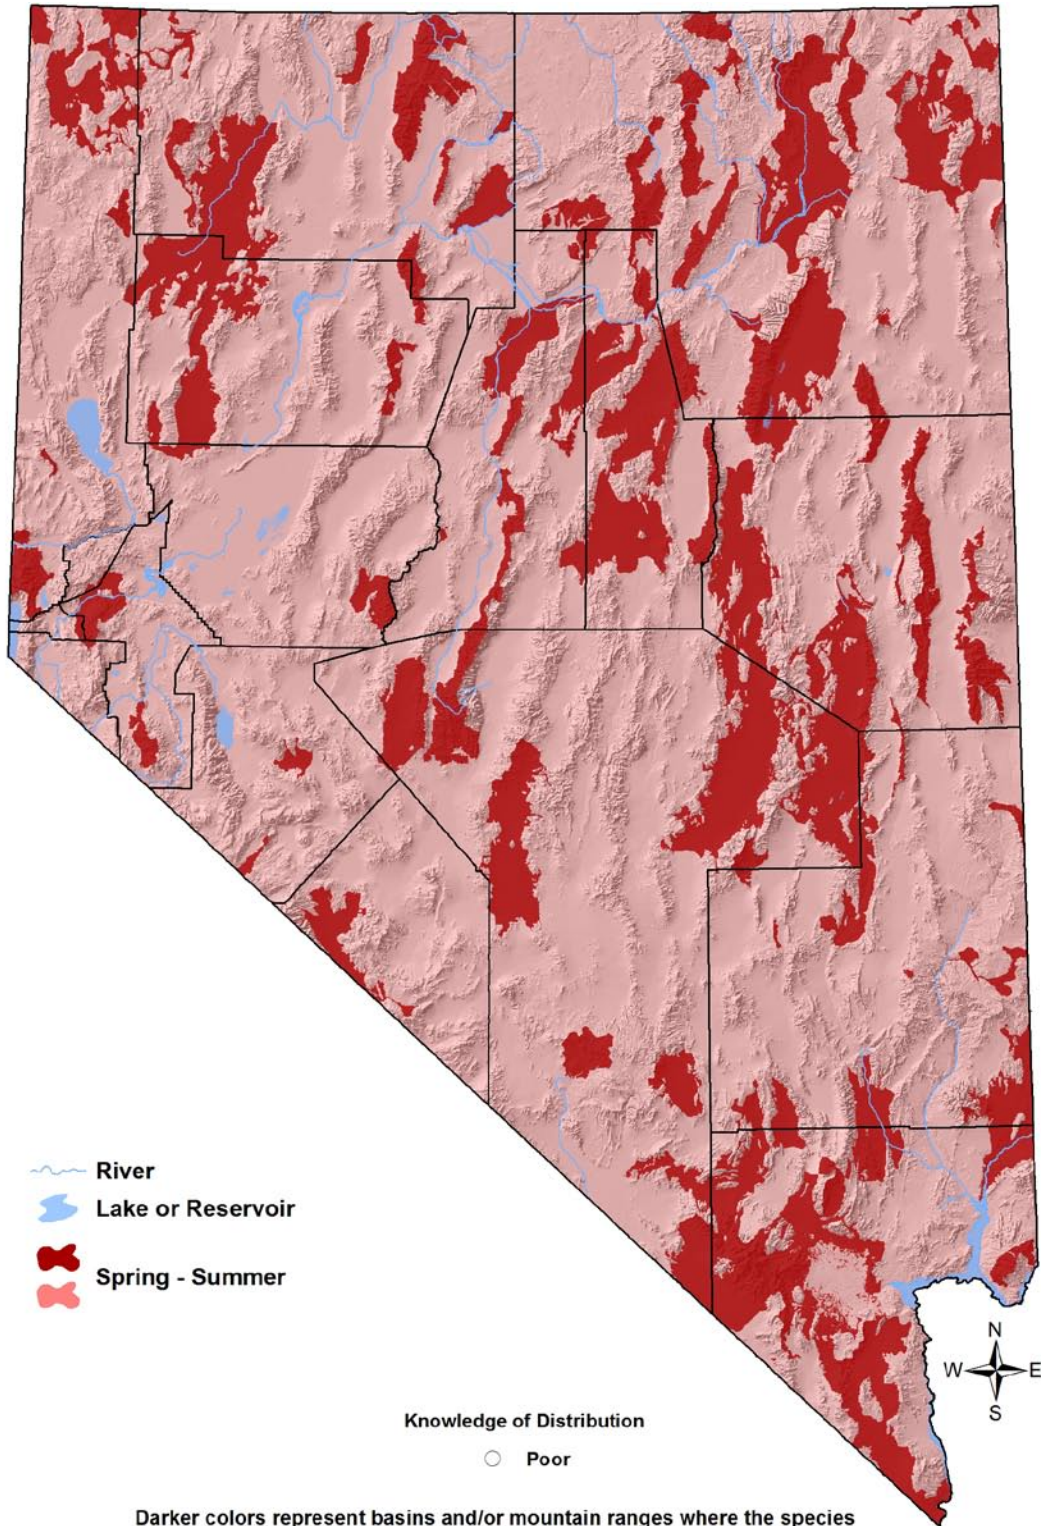 River
Lake or Reservoir
Spring - Summer
N
W E
S
Knowledge of Distribution
Poor
Darker colors represent basins and/or mountain ranges where the species